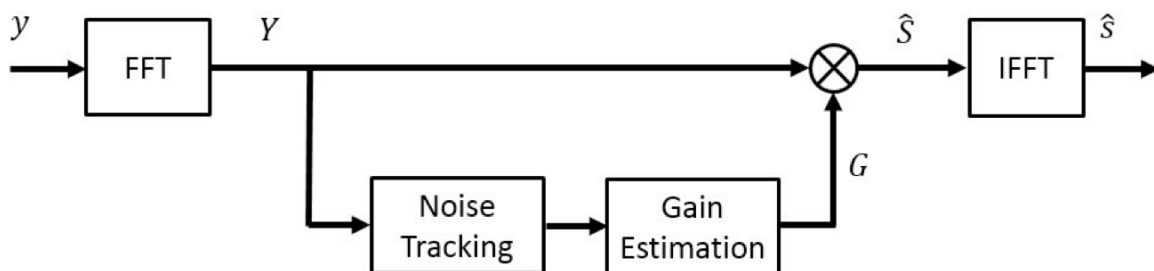 y
FFT
Y
Ŝ
IFFT
ŝ
G
Noise
Tracking
Gain
Estimation